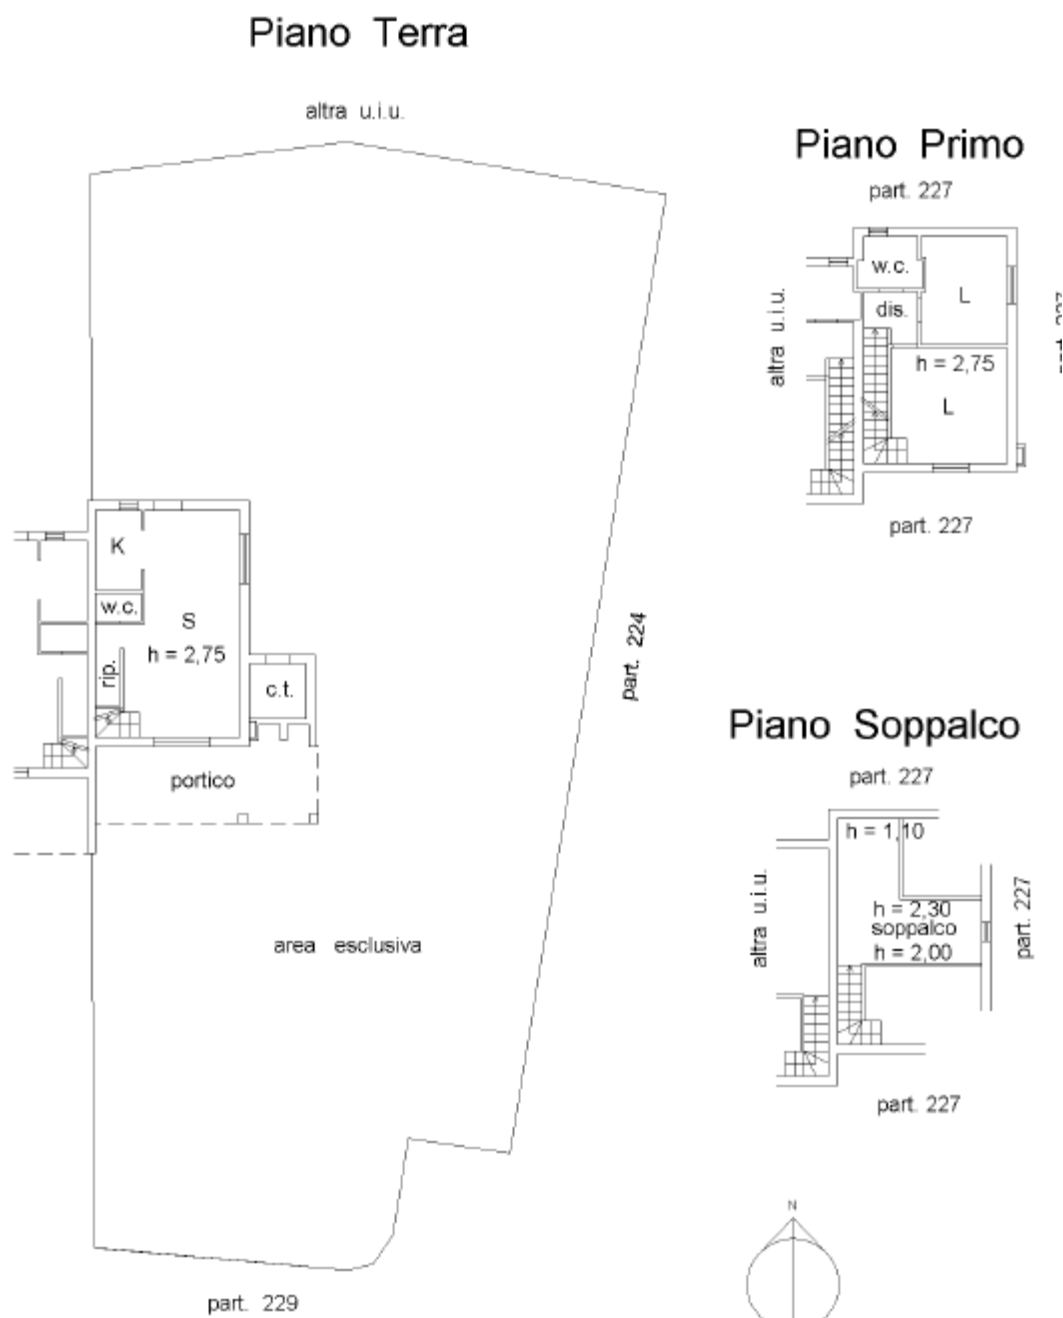 Piano Terra
altra u.i.u.
K
w.c.
S
h = 2,75
rip.
c.t.
portico
area esclusiva
part. 224
part. 229
Piano Primo
part. 227
altra u.i.u.
w.c.
L
dis.
h = 2,75
L
part. 227
part. 227
Piano Soppalco
part. 227
altra u.i.u.
h = 1,10
h = 2,30
soppalco
h = 2,00
part. 227
part. 227
N